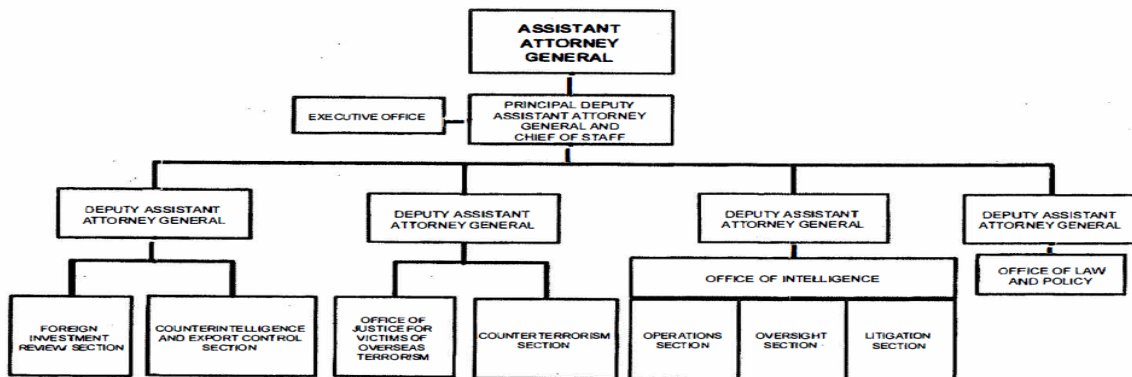 ASSISTANT
ATTORNEY
GENERAL
EXECUTIVE OFFICE
PRINCIPAL DEPUTY
ASSISTANT ATTORNEY
GENERAL AND
CHIEF OF STAFF
DEPUTY ASSISTANT
ATTORNEY GENERAL
DEPUTY ASSISTANT
ATTORNEY GENERAL
DEPUTY ASSISTANT
ATTORNEY GENERAL
DEPUTY ASSISTANT
ATTORNEY GENERAL
FOREIGN
INVESTMENT
REVIEW SECTION
COUNTERINTELLIGENCE
AND EXPORT CONTROL
SECTION
OFFICE OF
JUSTICE FOR
VICTIMS OF
OVERSEAS
TERRORISM
COUNTERTERRORISM
SECTION
OFFICE OF INTELLIGENCE
OPERATIONS
SECTION
OVERSIGHT
SECTION
LITIGATION
SECTION
OFFICE OF LAW
AND POLICY